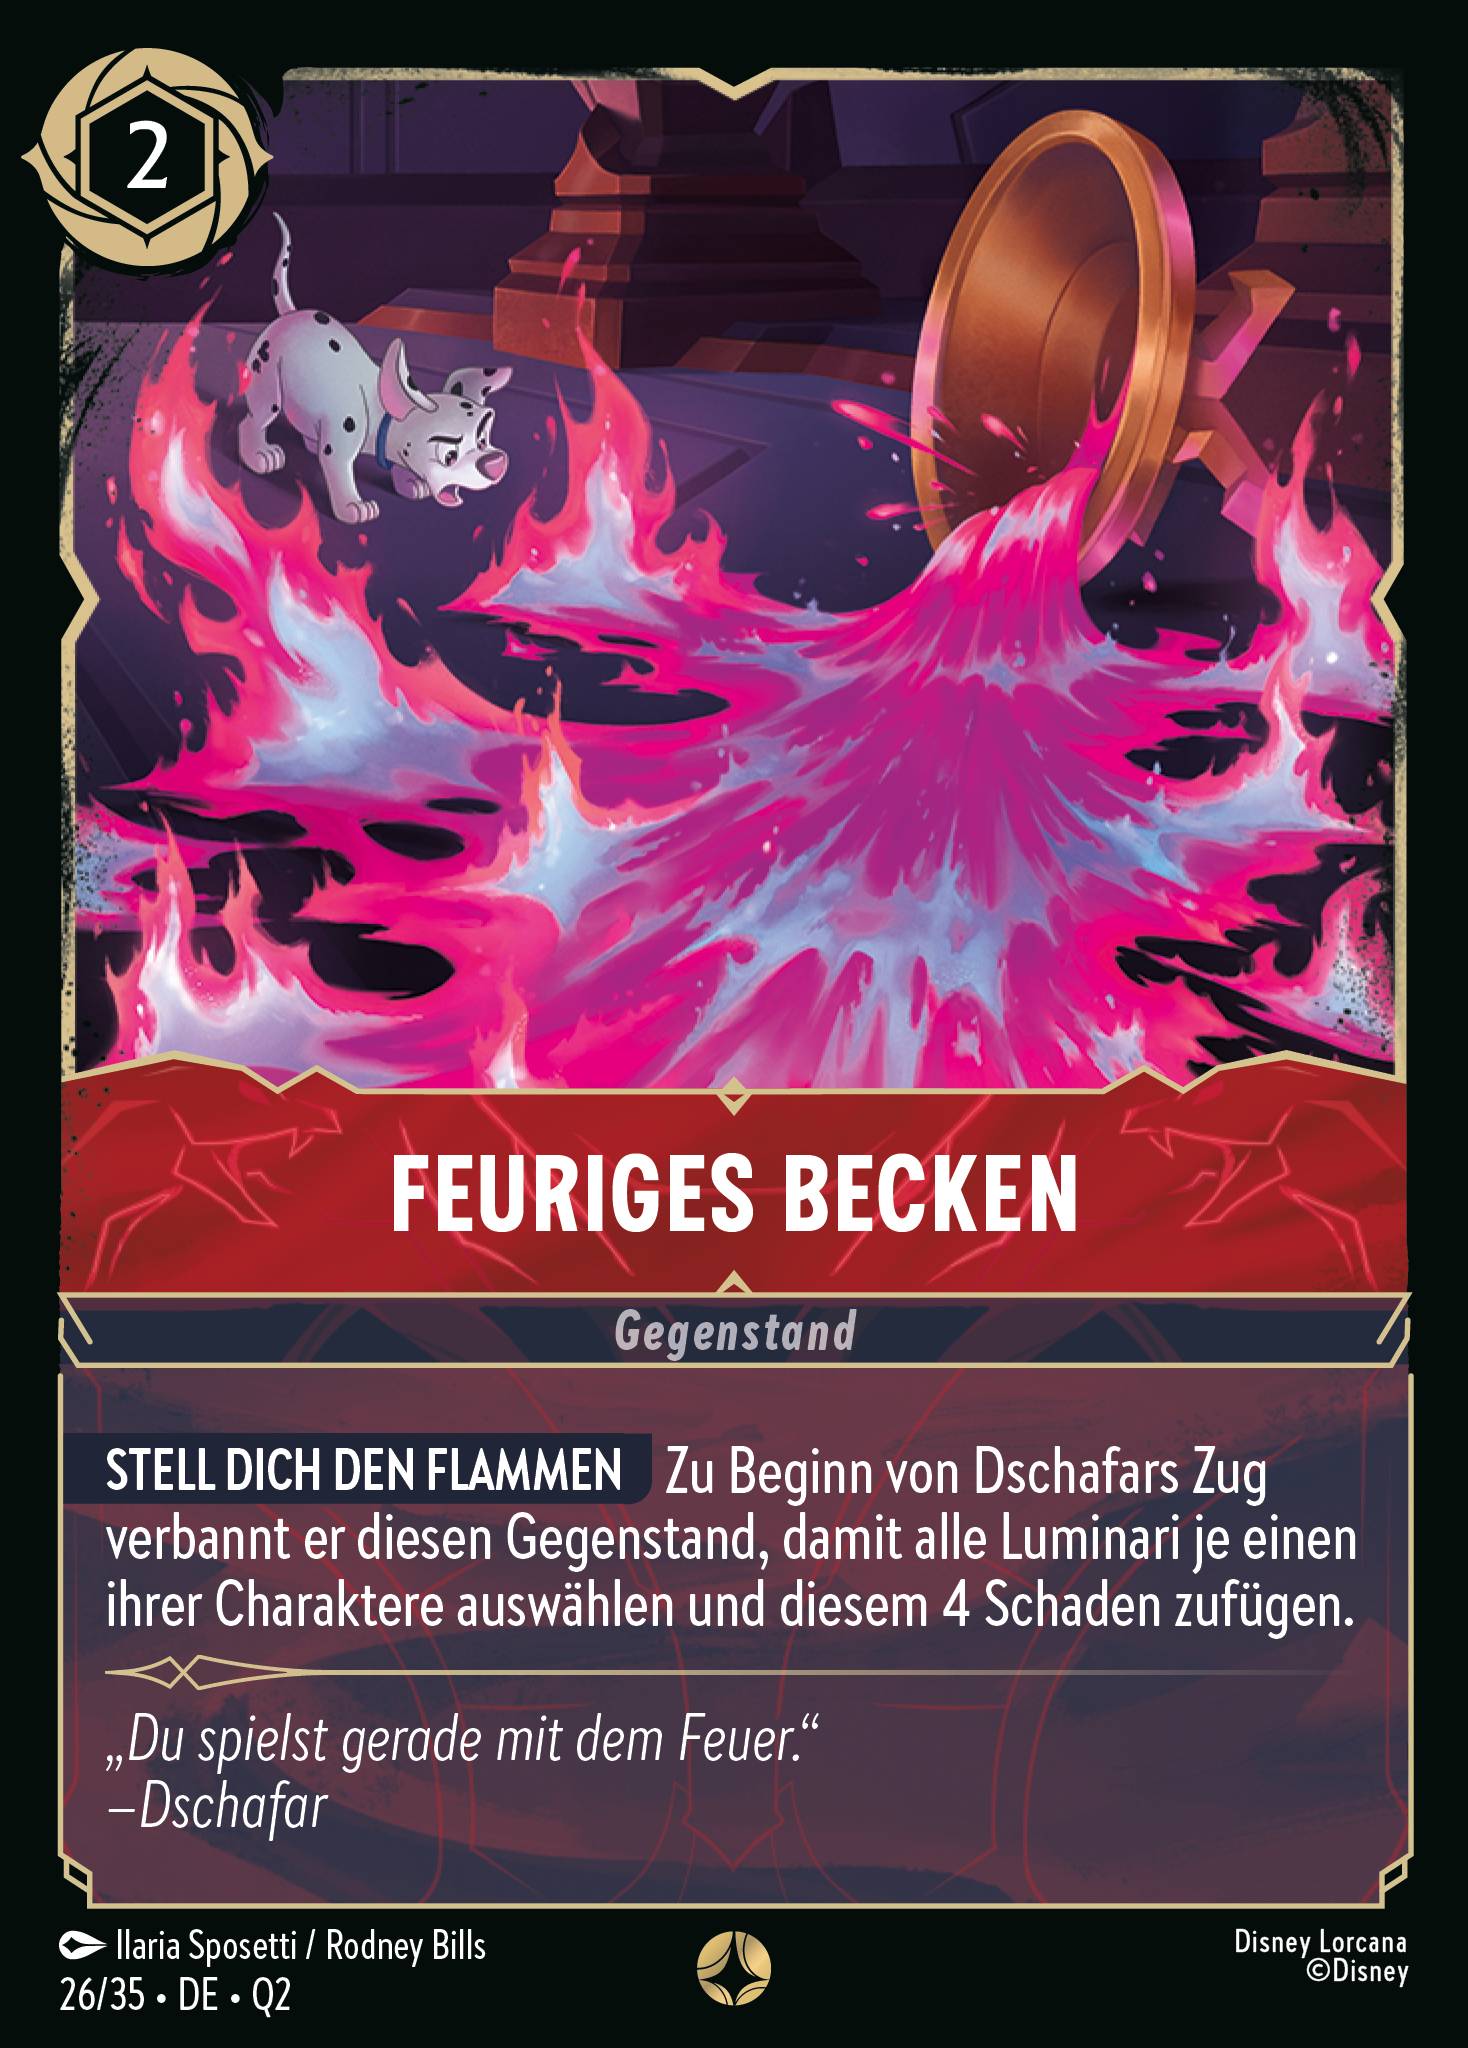 2
FEURIGES BECKEN
Gegenstand
STELL DICH DEN FLAMMEN Zu Beginn von Dschafars Zug
verbannt er diesen Gegenstand, damit alle Luminari je einen
ihrer Charaktere auswählen und diesem 4 Schaden zufügen.
„Du spielst gerade mit dem Feuer.“
–Dschafar
Ilaria Sposetti / Rodney Bills
26/35 • DE • Q2
Disney Lorcana
©Disney